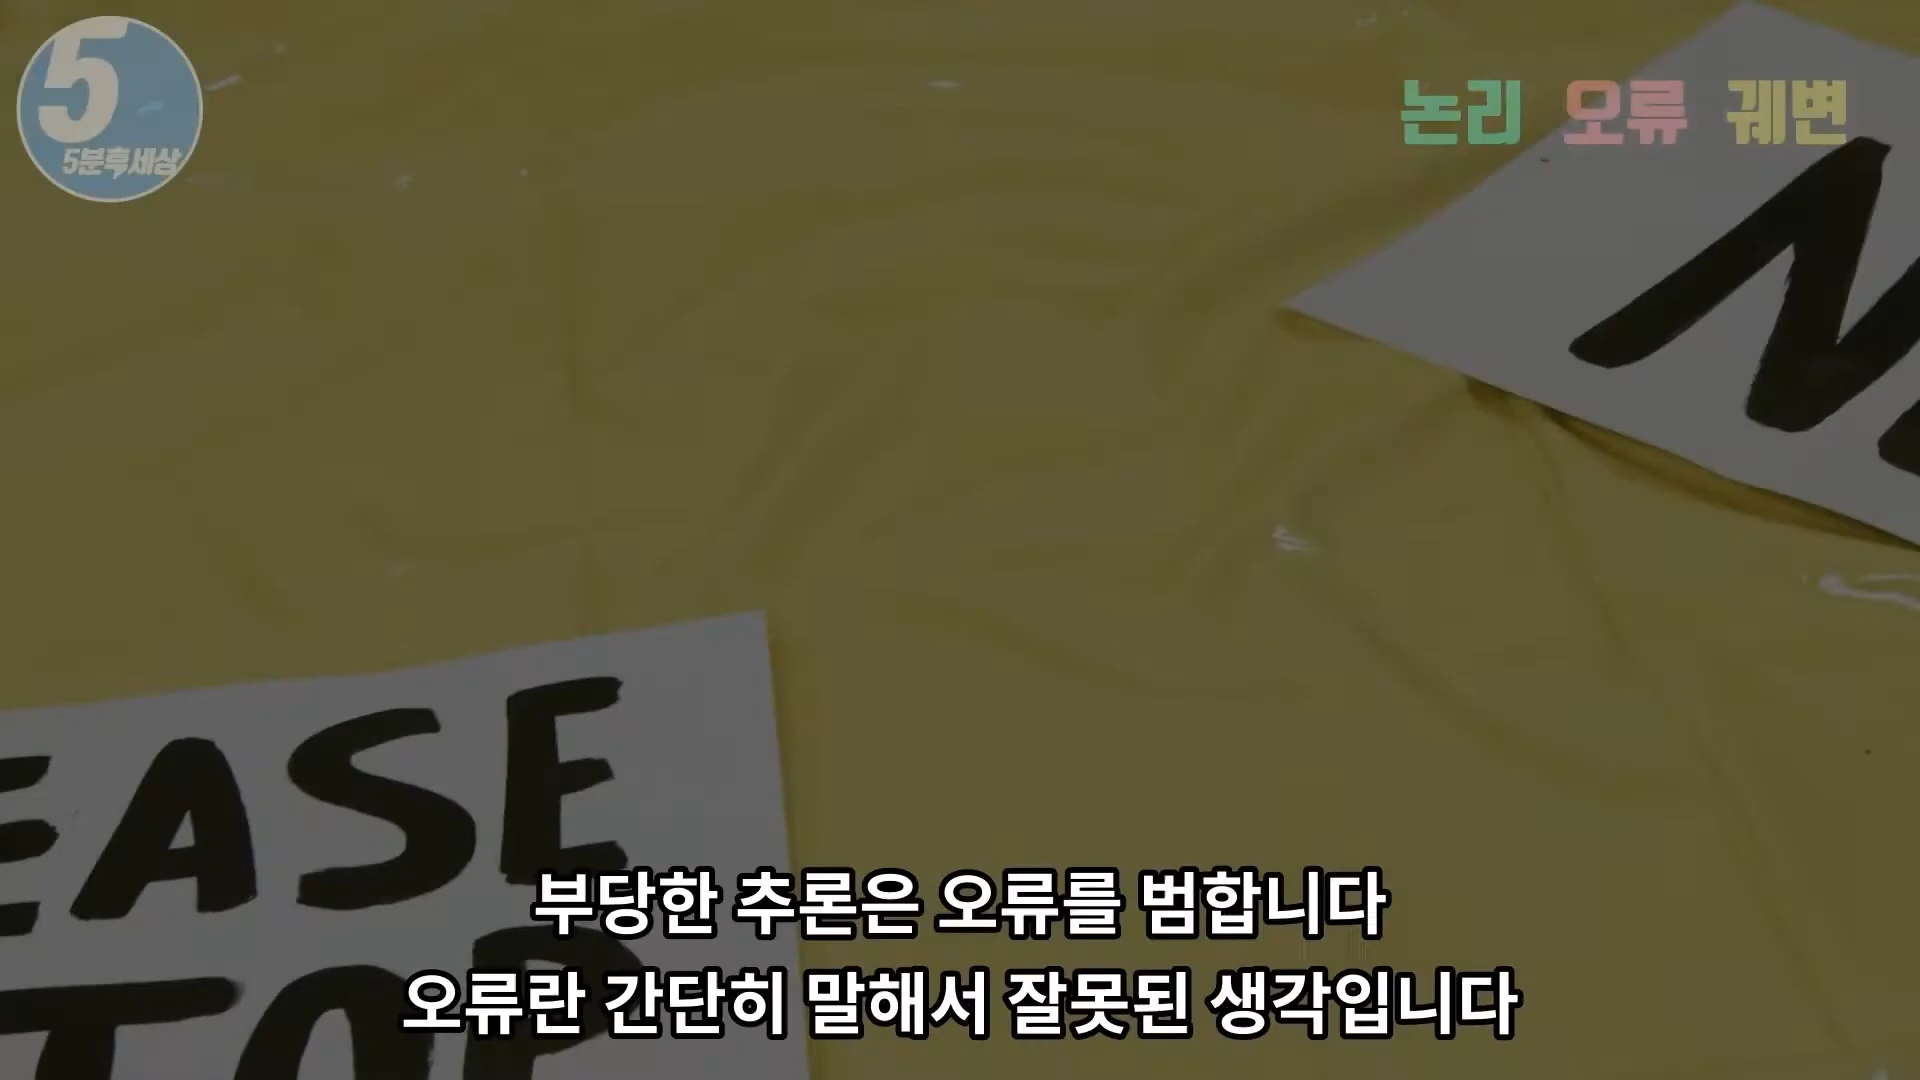 5
5분후세상
논리 오류 궤변
N
EASE
TOP
부당한 추론은 오류를 범합니다
오류란 간단히 말해서 잘못된 생각입니다